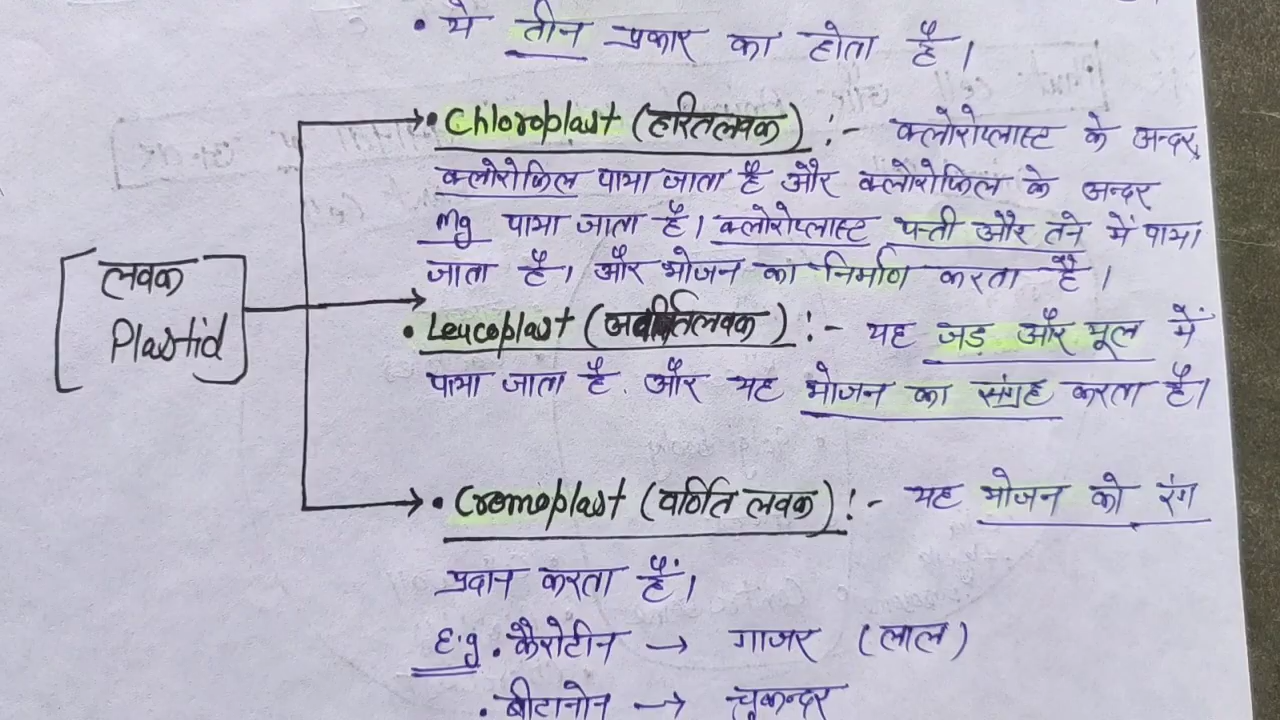 • ये तीन प्रकार का होता है।
• Chloroplast (हरितलवक) :- क्लोरोप्लास्ट के अन्दर,
क्लोरोफिल पाया जाता है और क्लोरोफिल के अन्दर
Mg पाया जाता है। क्लोरोप्लास्ट पत्ती और तने में पाया
जाता है। और भोजन का निर्माण करता है।
लवक
Plastid
• Leucoplast (लवक) :- यह जड़ और मूल में
पाया जाता है. और यह भोजन का संग्रह करता है।
• Cromoplast (वर्णित लवक) :- यह भोजन को रंग
प्रदान करता है।
E.g. कैरोटीन → गाजर (लाल)
• बीटानोन → चुकन्दर